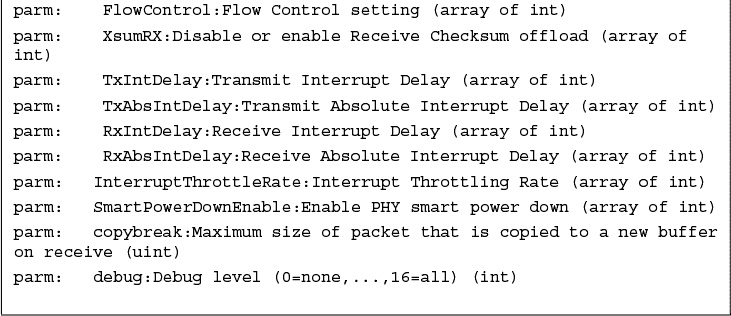 parm: FlowControl:Flow Control setting (array of int)
parm: XsumRX:Disable or enable Receive Checksum offload (array of
int)
parm: TxIntDelay:Transmit Interrupt Delay (array of int)
parm: TxAbsIntDelay:Transmit Absolute Interrupt Delay (array of int)
parm: RxIntDelay:Receive Interrupt Delay (array of int)
parm: RxAbsIntDelay:Receive Absolute Interrupt Delay (array of int)
parm: InterruptThrottleRate:Interrupt Throttling Rate (array of int)
parm: SmartPowerDownEnable:Enable PHY smart power down (array of int)
parm: copybreak:Maximum size of packet that is copied to a new buffer
on receive (uint)
parm: debug:Debug level (0=none,...,16=all) (int)